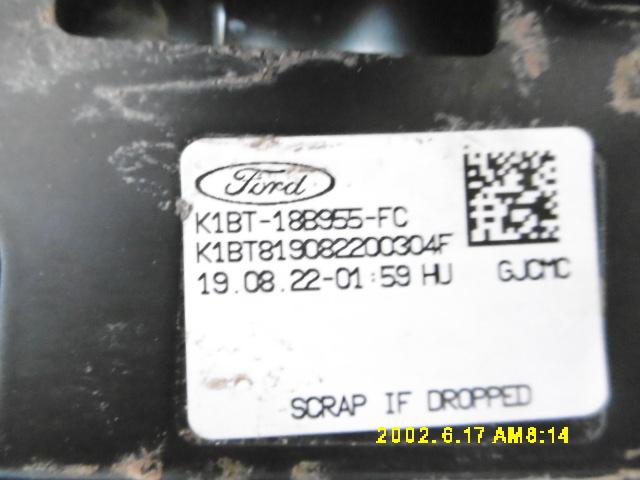 Ford
K1BT-18B955-FC
K1BT819082200304F
19.08.22-01:59 HU GJCMC
SCRAP IF DROPPED
2002.6.17 AM8:14